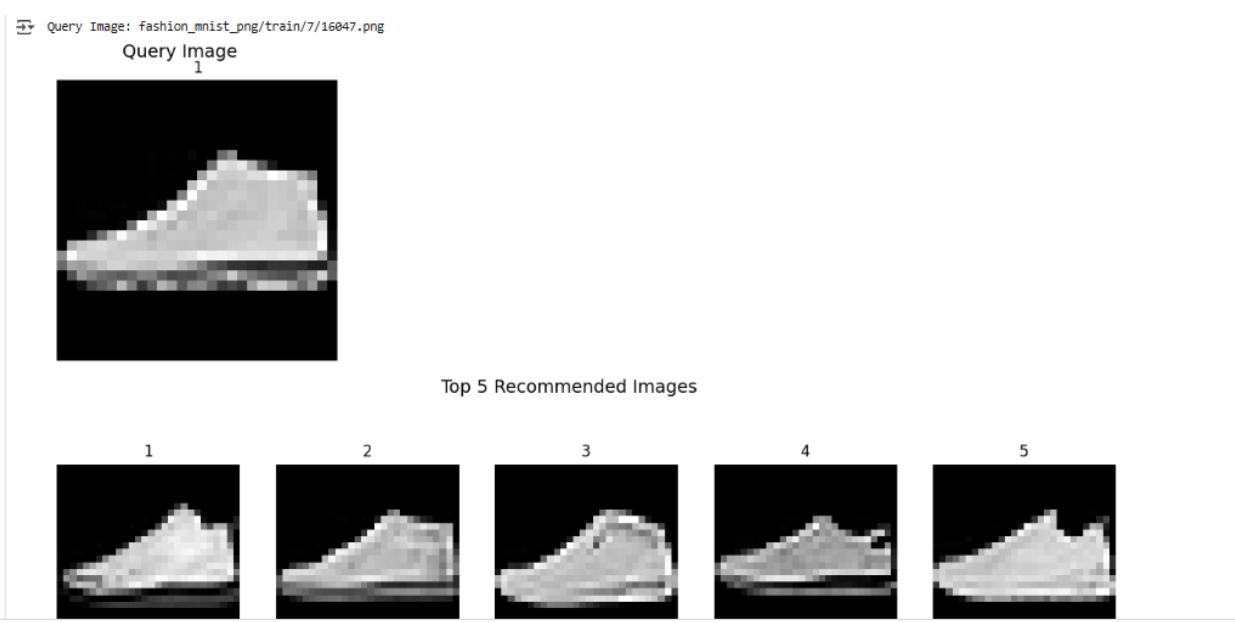 Query Image: fashion_mnist_png/train/7/16047.png
Query Image
1
Top 5 Recommended Images
1 2 3 4 5